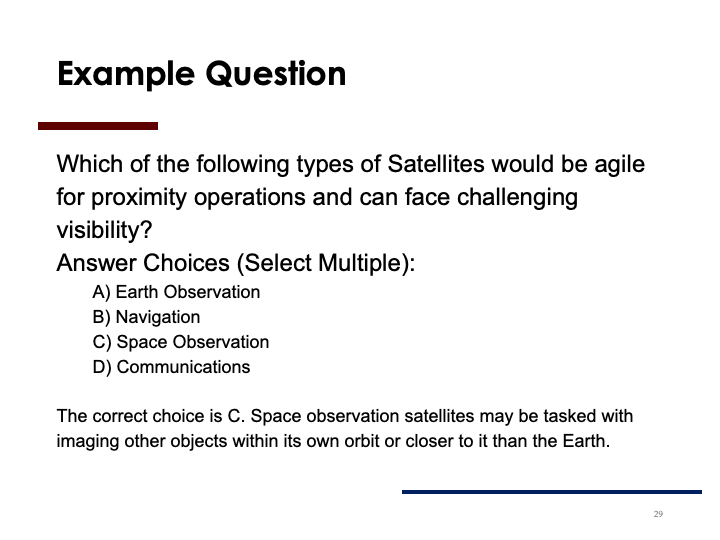 Example Question
Which of the following types of Satellites would be agile
for proximity operations and can face challenging
visibility?
Answer Choices (Select Multiple):
A) Earth Observation
B) Navigation
C) Space Observation
D) Communications
The correct choice is C. Space observation satellites may be tasked with
imaging other objects within its own orbit or closer to it than the Earth.
29